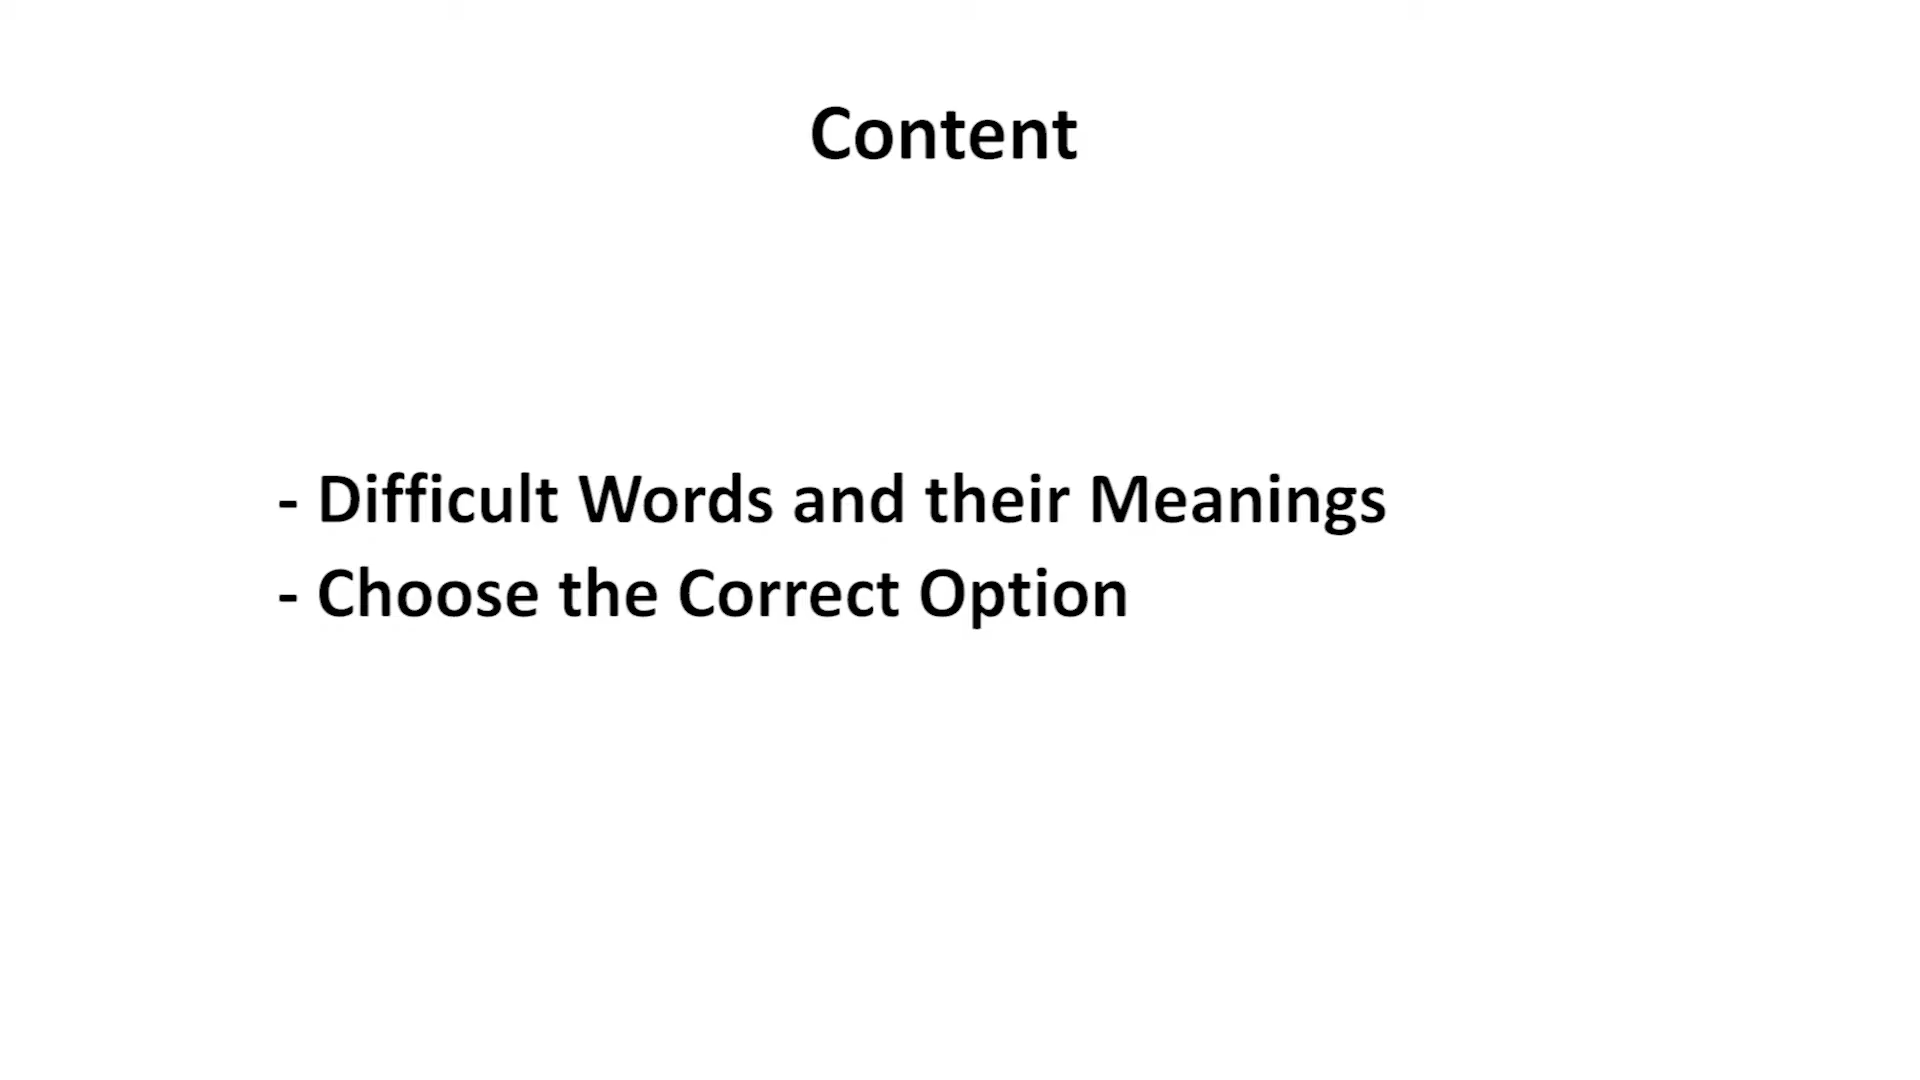 Content
- Difficult Words and their Meanings
- Choose the Correct Option